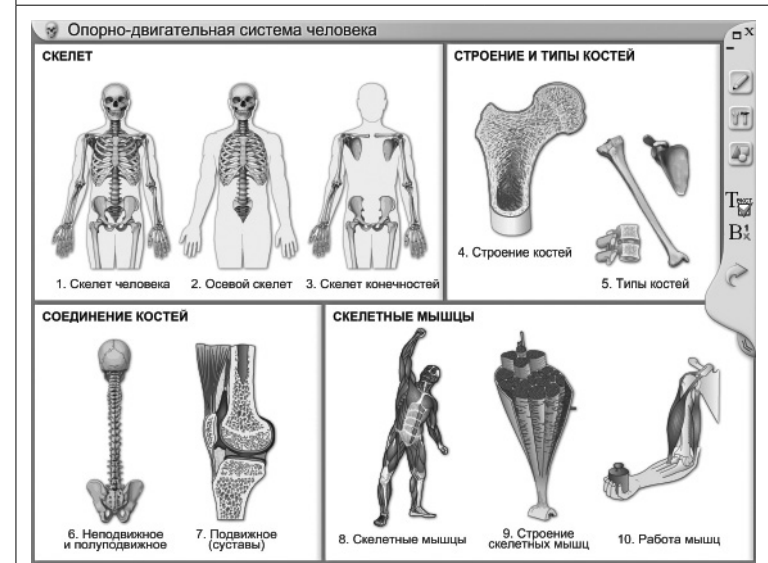 Опорно-двигательная система человека
СКЕЛЕТ
1. Скелет человека
2. Осевой скелет
3. Скелет конечностей
СТРОЕНИЕ И ТИПЫ КОСТЕЙ
4. Строение костей
5. Типы костей
СОЕДИНЕНИЕ КОСТЕЙ
6. Неподвижное
и полуподвижное
7. Подвижное
(суставы)
СКЕЛЕТНЫЕ МЫШЦЫ
8. Скелетные мышцы
9. Строение
скелетных мышц
10. Работа мышц